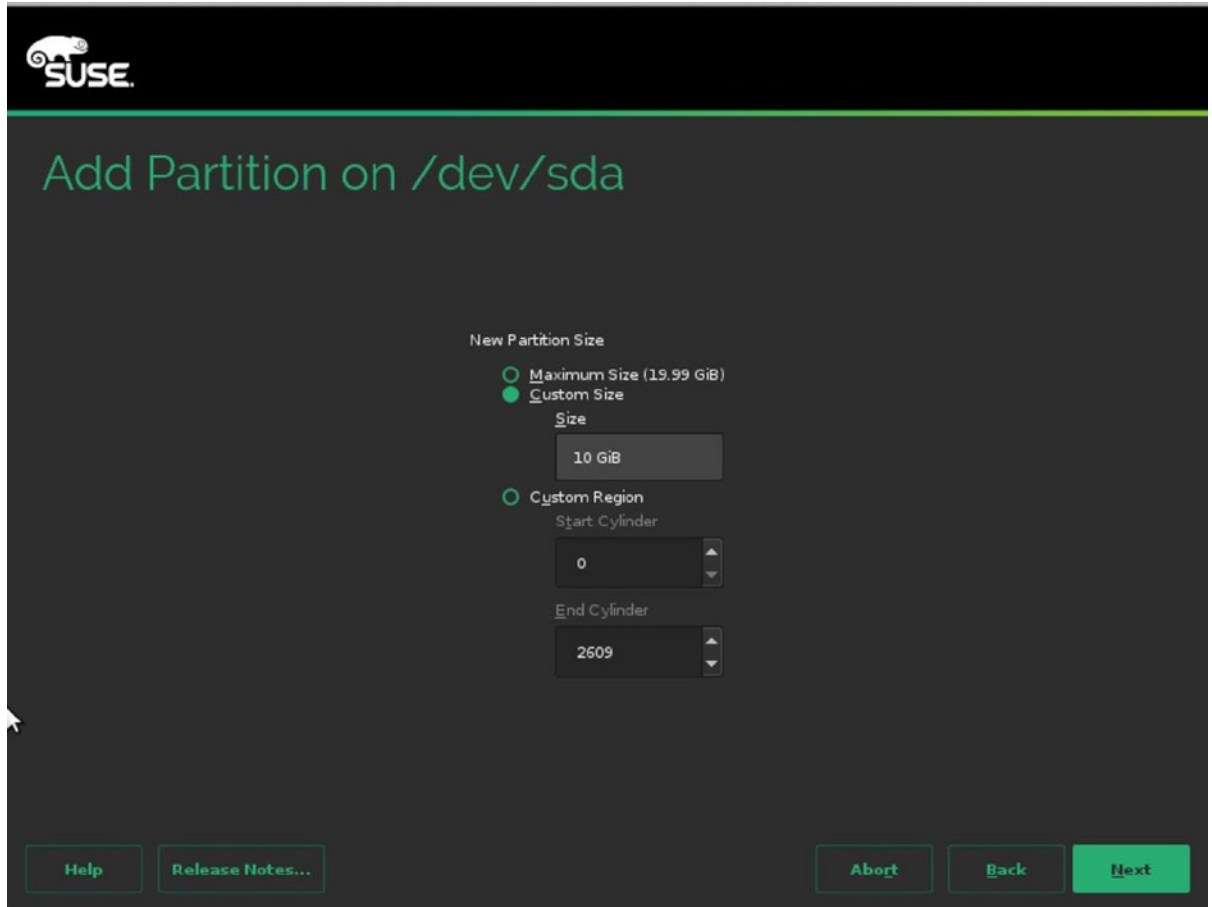 SUSE.
Add Partition on /dev/sda
New Partition Size
Maximum Size (19.99 GiB)
Custom Size
Size
10 GiB
Custom Region
Start Cylinder
0
End Cylinder
2609
Help Release Notes... Abort Back Next